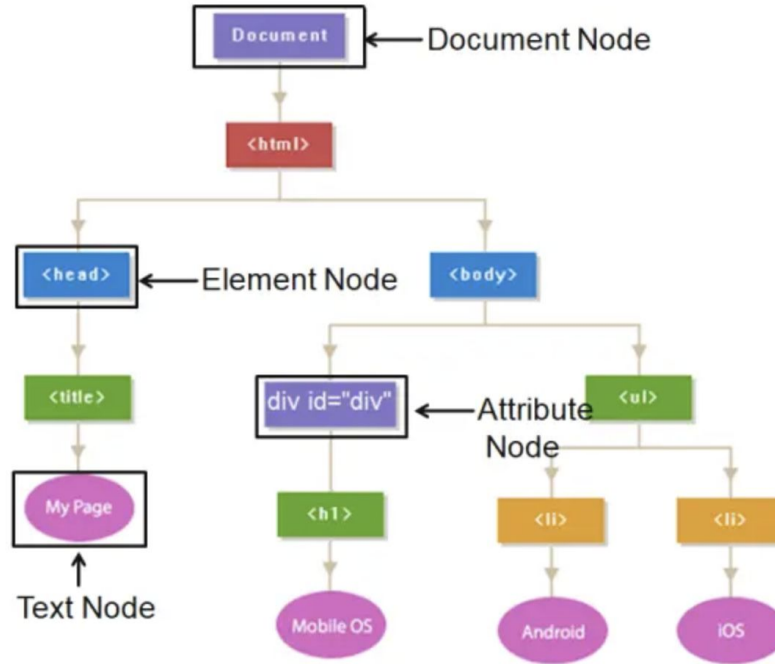 Document
Document Node
<html>
<head>
Element Node
<body>
<title>
div id="div"
Attribute
Node
<ul>
My Page
<h1>
<li>
<li>
Text Node
Mobile OS
Android
iOS